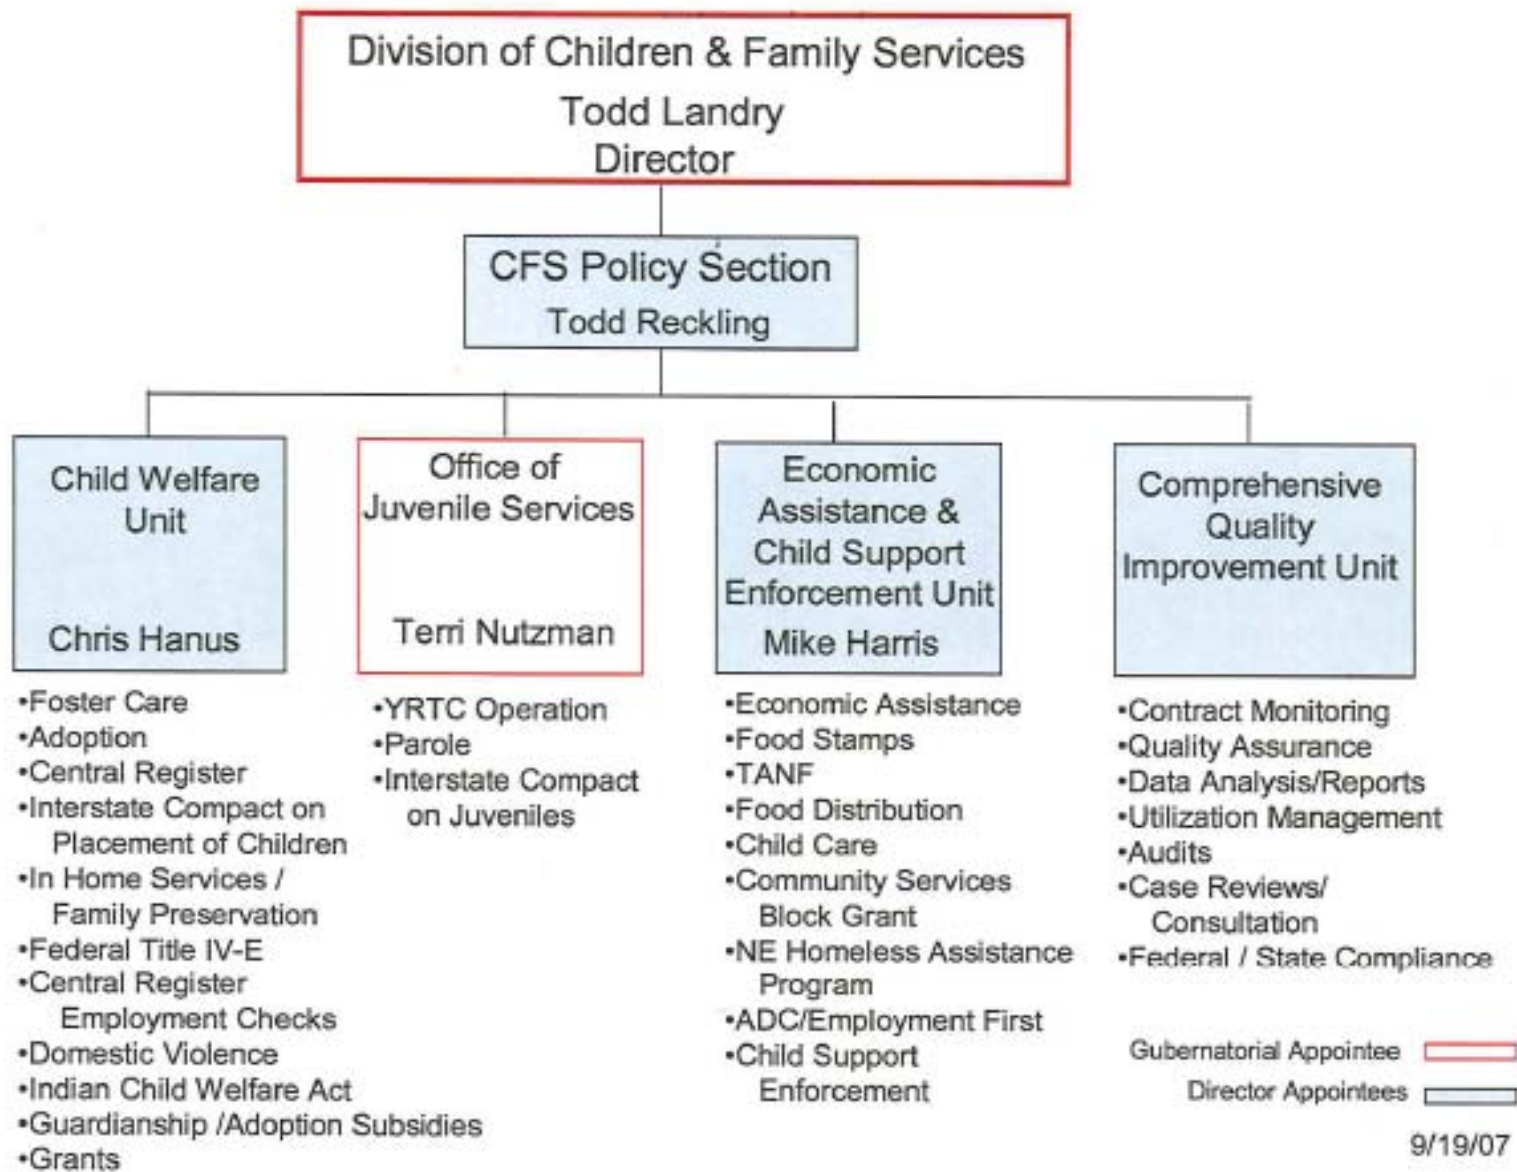 Division of Children & Family Services
Todd Landry
Director
CFS Policy Section
Todd Reckling
Child Welfare
Unit
Chris Hanus
•Foster Care
•Adoption
•Central Register
•Interstate Compact on
Placement of Children
•In Home Services /
Family Preservation
•Federal Title IV-E
•Central Register
Employment Checks
•Domestic Violence
•Indian Child Welfare Act
•Guardianship /Adoption Subsidies
•Grants
Office of
Juvenile Services
Terri Nutzman
•YRTC Operation
•Parole
•Interstate Compact
on Juveniles
Economic
Assistance &
Child Support
Enforcement Unit
Mike Harris
•Economic Assistance
•Food Stamps
•TANF
•Food Distribution
•Child Care
•Community Services
Block Grant
•NE Homeless Assistance
Program
•ADC/Employment First
•Child Support
Enforcement
Comprehensive
Quality
Improvement Unit
•Contract Monitoring
•Quality Assurance
•Data Analysis/Reports
•Utilization Management
•Audits
•Case Reviews/
Consultation
•Federal / State Compliance
Gubernatorial Appointee
Director Appointees
9/19/07